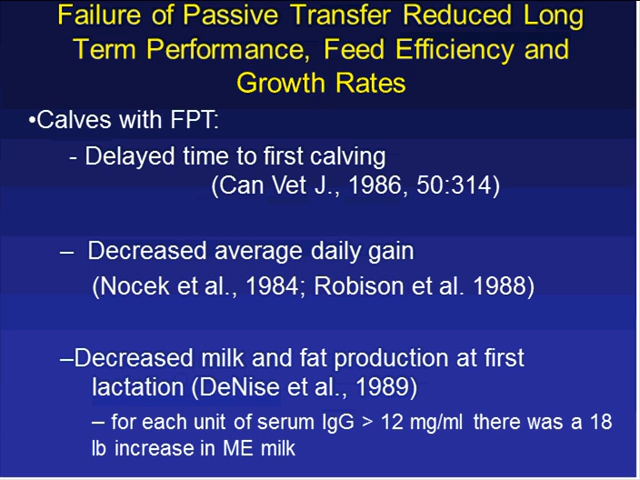 Failure of Passive Transfer Reduced Long
Term Performance, Feed Efficiency and
Growth Rates
•Calves with FPT:
- Delayed time to first calving
(Can Vet J., 1986, 50:314)
– Decreased average daily gain
(Nocek et al., 1984; Robison et al. 1988)
–Decreased milk and fat production at first
lactation (DeNise et al., 1989)
– for each unit of serum IgG > 12 mg/ml there was a 18
lb increase in ME milk